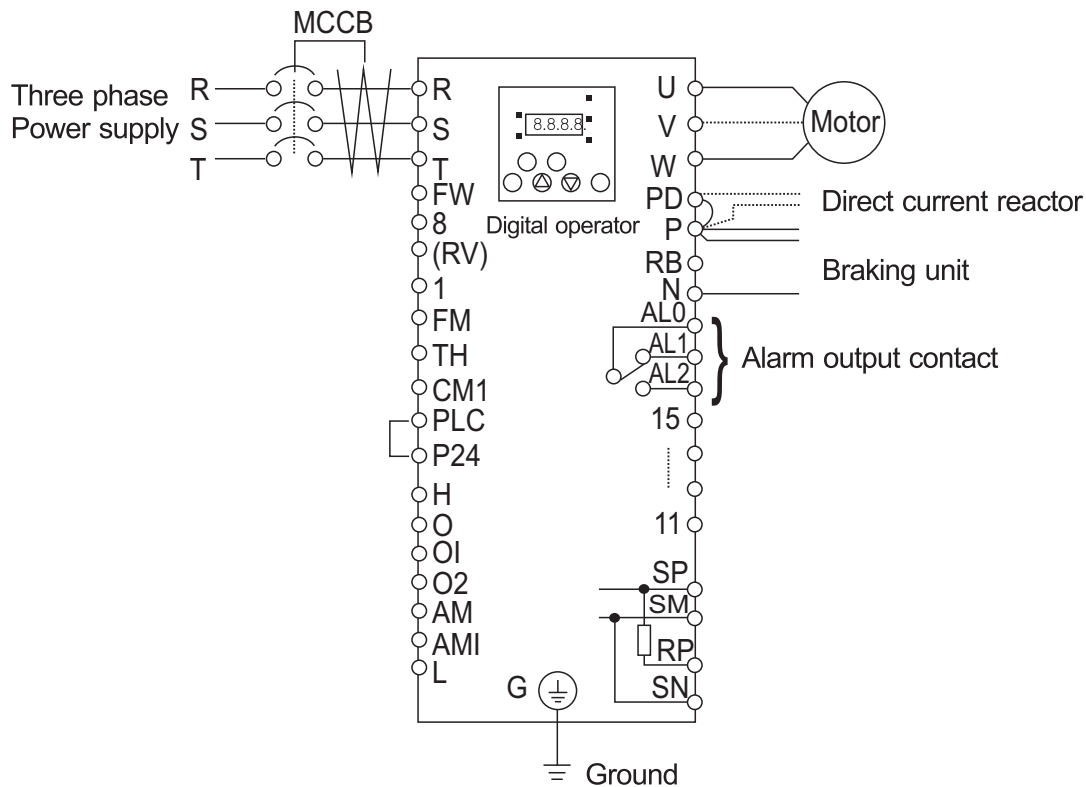 MCCB
Three phase
Power supply
R
S
T
R
S
T
FW
8
(RV)
1
FM
TH
CM1
PLC
P24
H
O
OI
O2
AM
AMI
L
8.8.8.8.
Digital operator
U
V
W
PD
P
RB
N
AL0
AL1
AL2
15
11
SP
SM
RP
SN
Motor
Direct current reactor
Braking unit
Alarm output contact
G
Ground